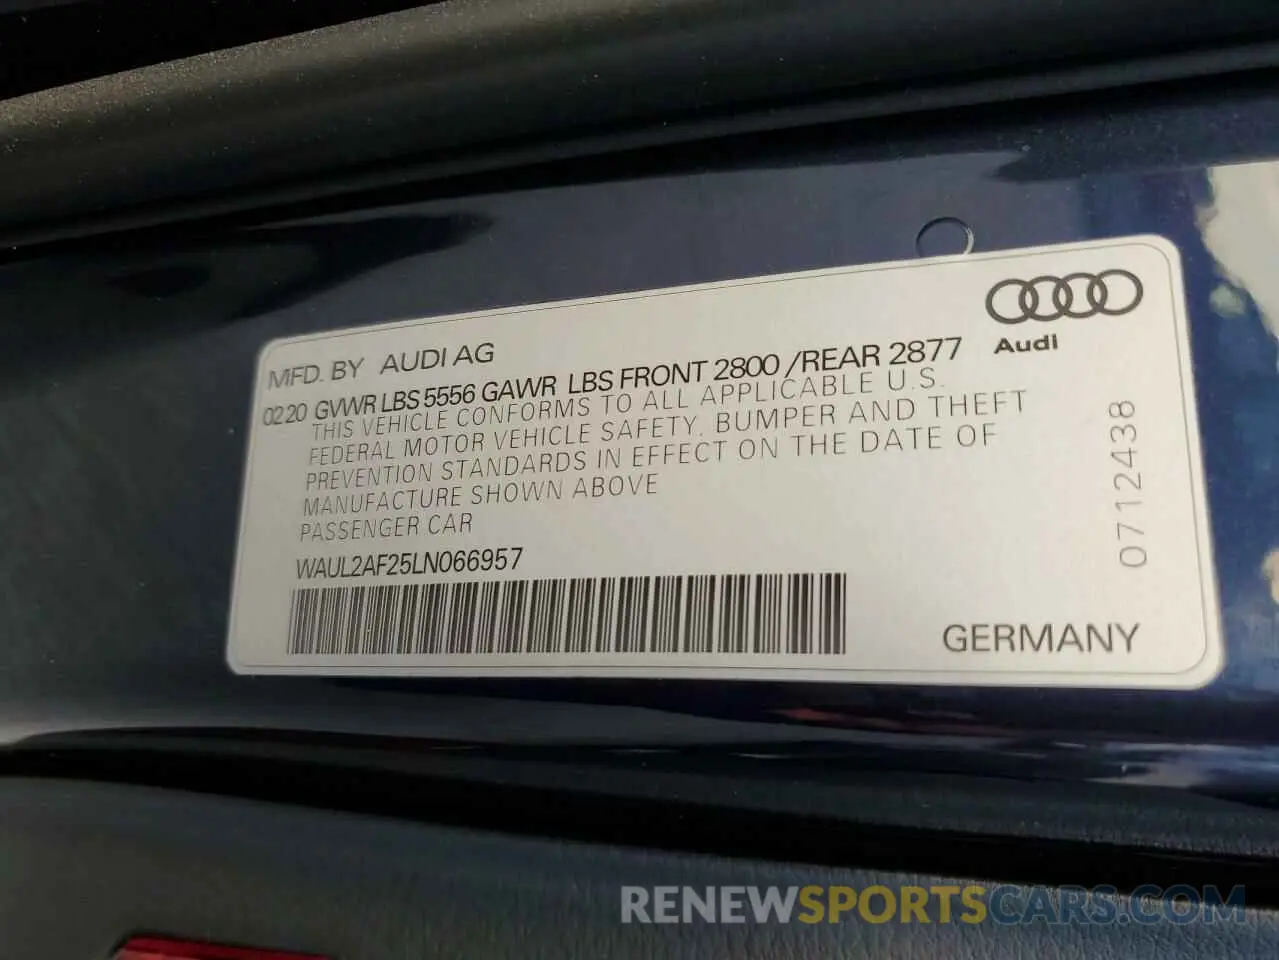 Audi
MFD. BY AUDI AG
02.20 GVWR LBS 5556 GAWR LBS FRONT 2800 /REAR 2877
THIS VEHICLE CONFORMS TO ALL APPLICABLE U.S.
FEDERAL MOTOR VEHICLE SAFETY, BUMPER AND THEFT
PREVENTION STANDARDS IN EFFECT ON THE DATE OF
MANUFACTURE SHOWN ABOVE
PASSENGER CAR
WAUL2AF25LN066957
0712438
GERMANY
RENEWSPORTSCARS.COM